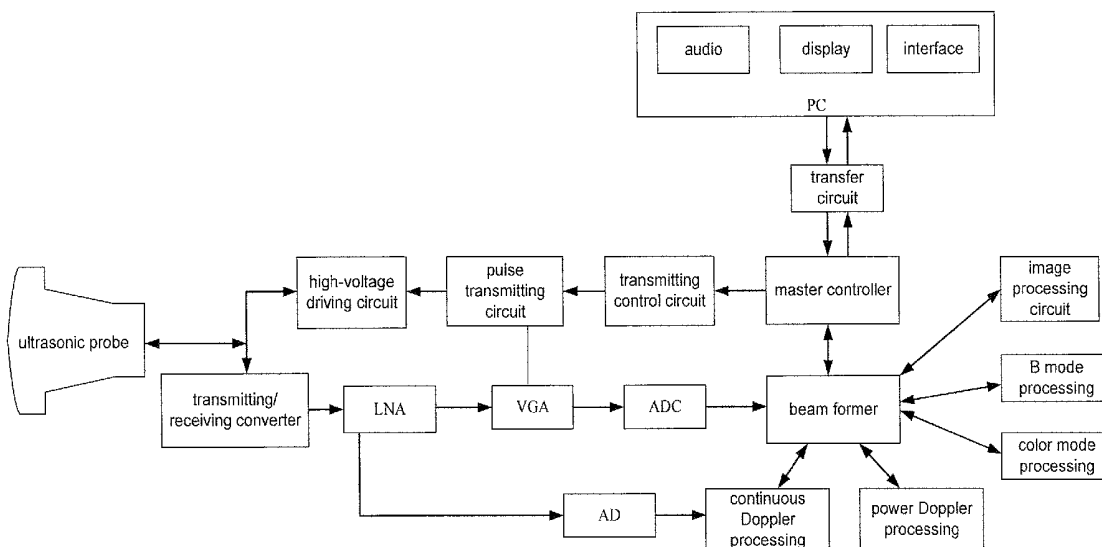 audio
display
interface
PC
transfer
circuit
high-voltage
driving circuit
pulse
transmitting
circuit
transmitting
control circuit
master controller
image
processing
circuit
ultrasonic probe
transmitting/
receiving converter
LNA
VGA
ADC
beam former
B mode
processing
color mode
processing
AD
continuous
Doppler
processing
power Doppler
processing